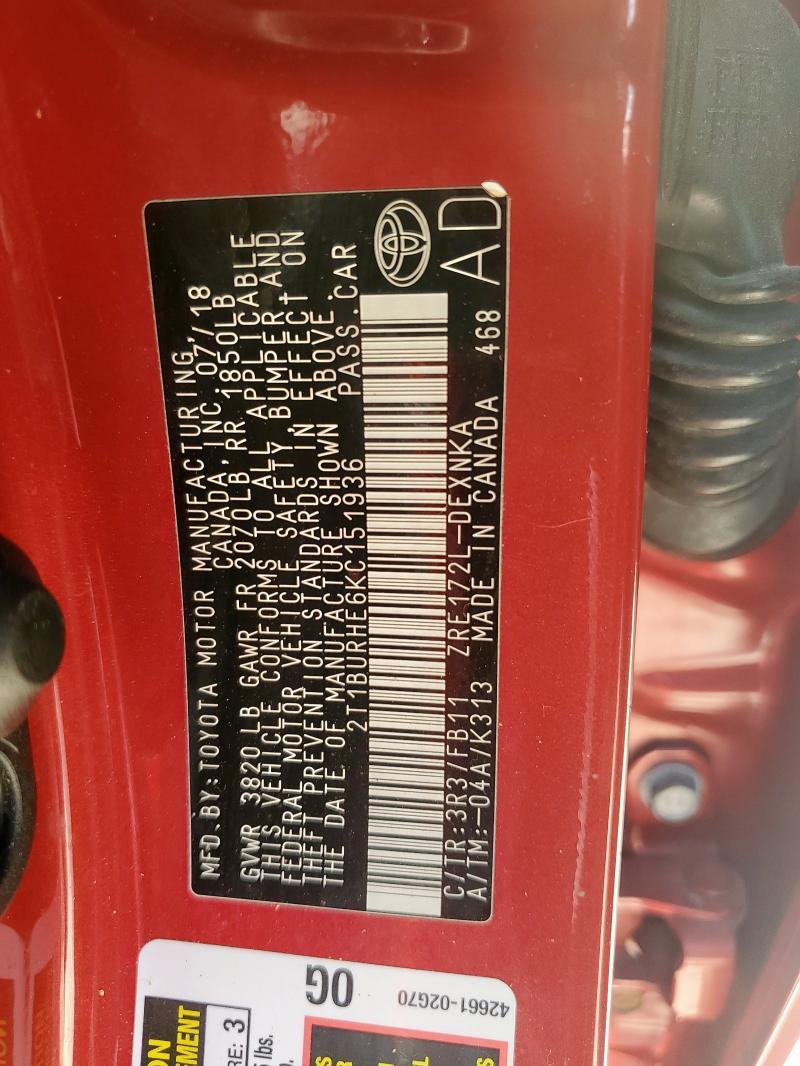 MFD.BY:TOYOTA MOTOR MANUFACTURING,
CANADA, INC. 07/18
GVWR 3820LB GAWR FR 2070LB, RR 1850LB
THIS VEHICLE CONFORMS TO ALL APPLICABLE
FEDERAL MOTOR VEHICLE SAFETY, BUMPER AND
THEFT PREVENTION STANDARDS IN EFFECT ON
THE DATE OF MANUFACTURE SHOWN ABOVE.
2T1BURHE6KC151936 PASS.CAR
C/TR:3R3/FB11 ZRE172L-DEXNKA
A/TM:-04A/K313 MADE IN CANADA 468
AD
OG
42661-02G70
3
lbs.